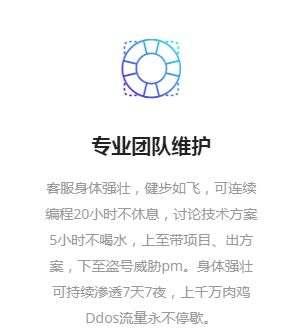 专业团队维护
客服身体强壮，健步如飞，可连续
编程20小时不休息，讨论技术方案
5小时不喝水，上至带项目、出方
案，下至盗号威胁pm。身体强壮
可持续渗透7天7夜，上千万肉鸡
Ddos流量永不停歇。